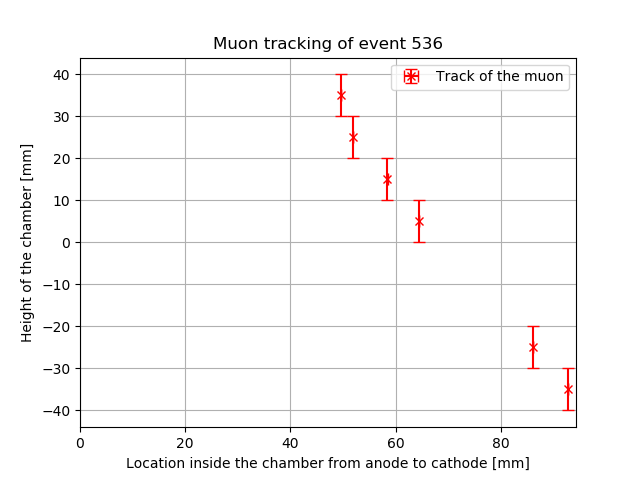 Muon tracking of event 536
Track of the muon
Height of the chamber [mm]
40
30
20
10
0
−10
−20
−30
−40
0 20 40 60 80
Location inside the chamber from anode to cathode [mm]